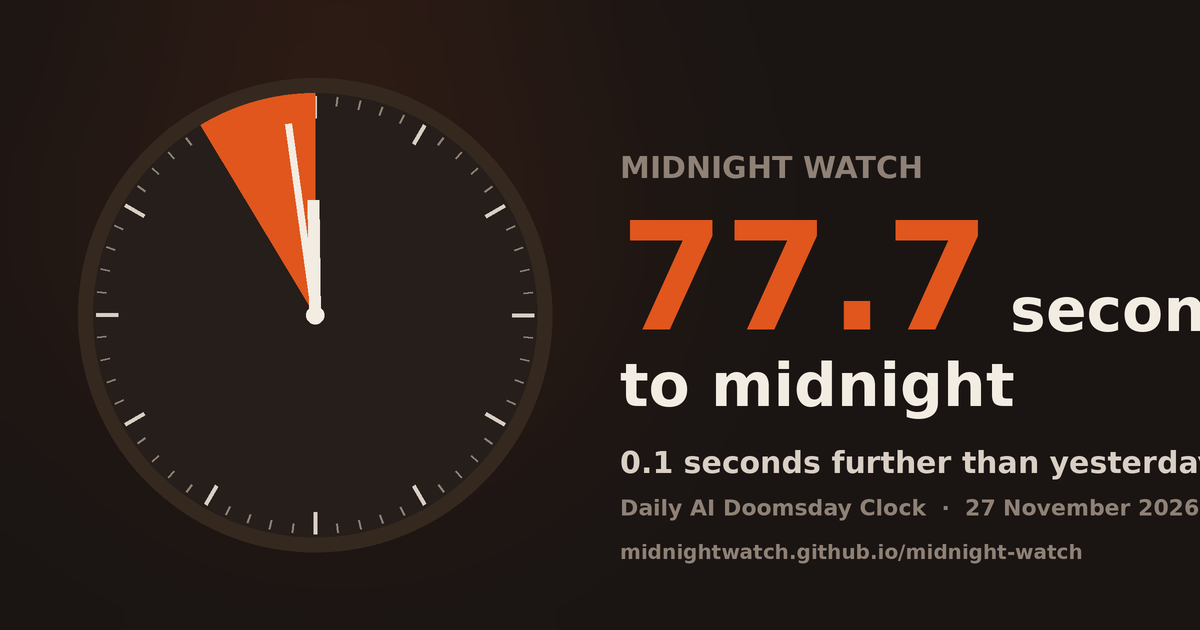 MIDNIGHT WATCH
77.7 secon
to midnight
0.1 seconds further than yesterday
Daily AI Doomsday Clock · 27 November 2026
midnightwatch.github.io/midnight-watch